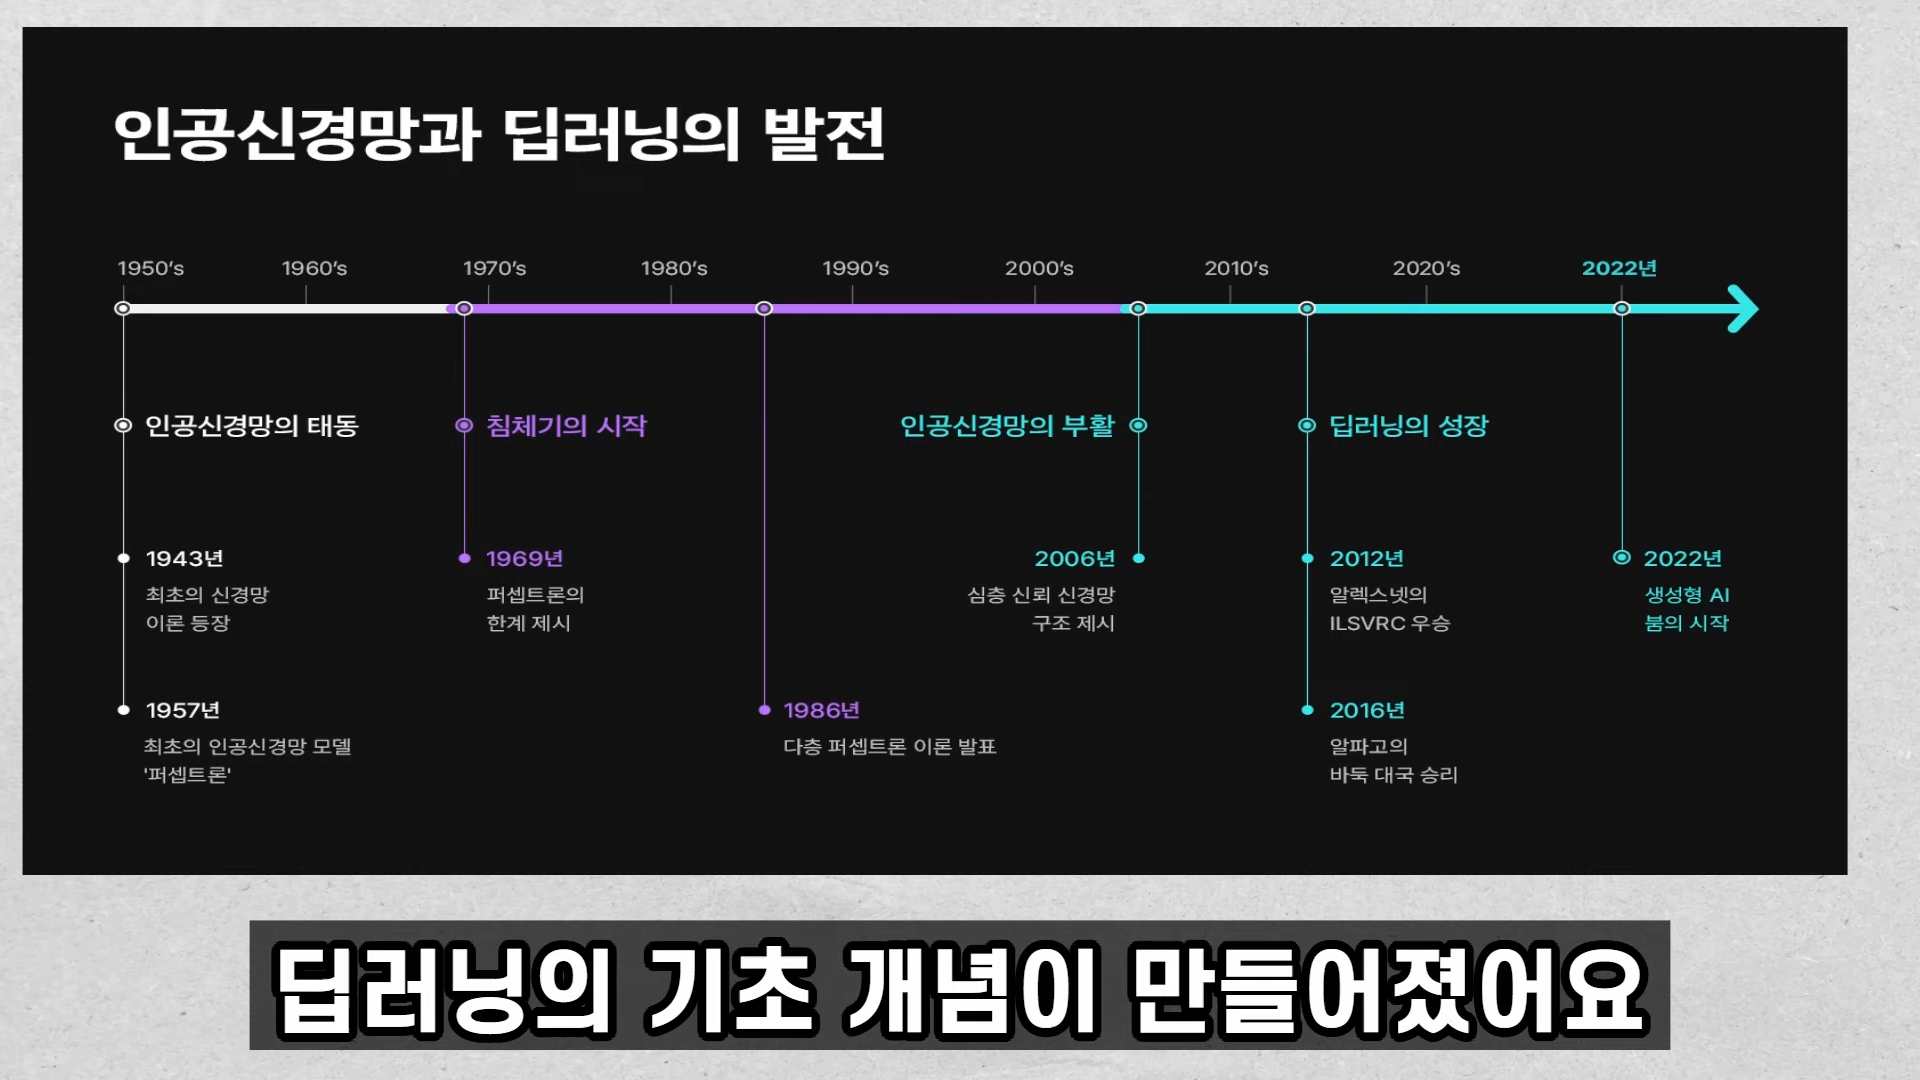 인공신경망과 딥러닝의 발전
1950's 1960's 1970's 1980's 1990's 2000's 2010's 2020's 2022년
인공신경망의 태동
침체기의 시작
인공신경망의 부활
딥러닝의 성장
1943년
최초의 신경망
이론 등장
1969년
퍼셉트론의
한계 제시
2006년
심층 신뢰 신경망
구조 제시
2012년
알렉스넷의
ILSVRC 우승
2022년
생성형 AI
붐의 시작
1957년
최초의 인공신경망 모델
'퍼셉트론'
1986년
다층 퍼셉트론 이론 발표
2016년
알파고의
바둑 대국 승리
딥러닝의 기초 개념이 만들어졌어요